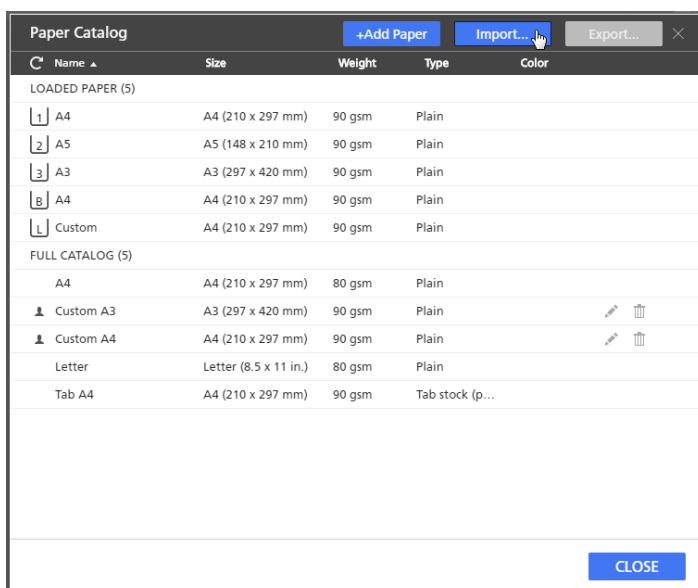 Paper Catalog +Add Paper Import... Export...
Name Size Weight Type Color
LOADED PAPER (5)
1 A4 A4 (210 x 297 mm) 90 gsm Plain
2 A5 A5 (148 x 210 mm) 90 gsm Plain
3 A3 A3 (297 x 420 mm) 90 gsm Plain
B A4 A4 (210 x 297 mm) 90 gsm Plain
L Custom A4 (210 x 297 mm) 90 gsm Plain
FULL CATALOG (5)
A4 A4 (210 x 297 mm) 80 gsm Plain
Custom A3 A3 (297 x 420 mm) 90 gsm Plain
Custom A4 A4 (210 x 297 mm) 90 gsm Plain
Letter Letter (8.5 x 11 in.) 80 gsm Plain
Tab A4 A4 (210 x 297 mm) 90 gsm Tab stock (p...
CLOSE